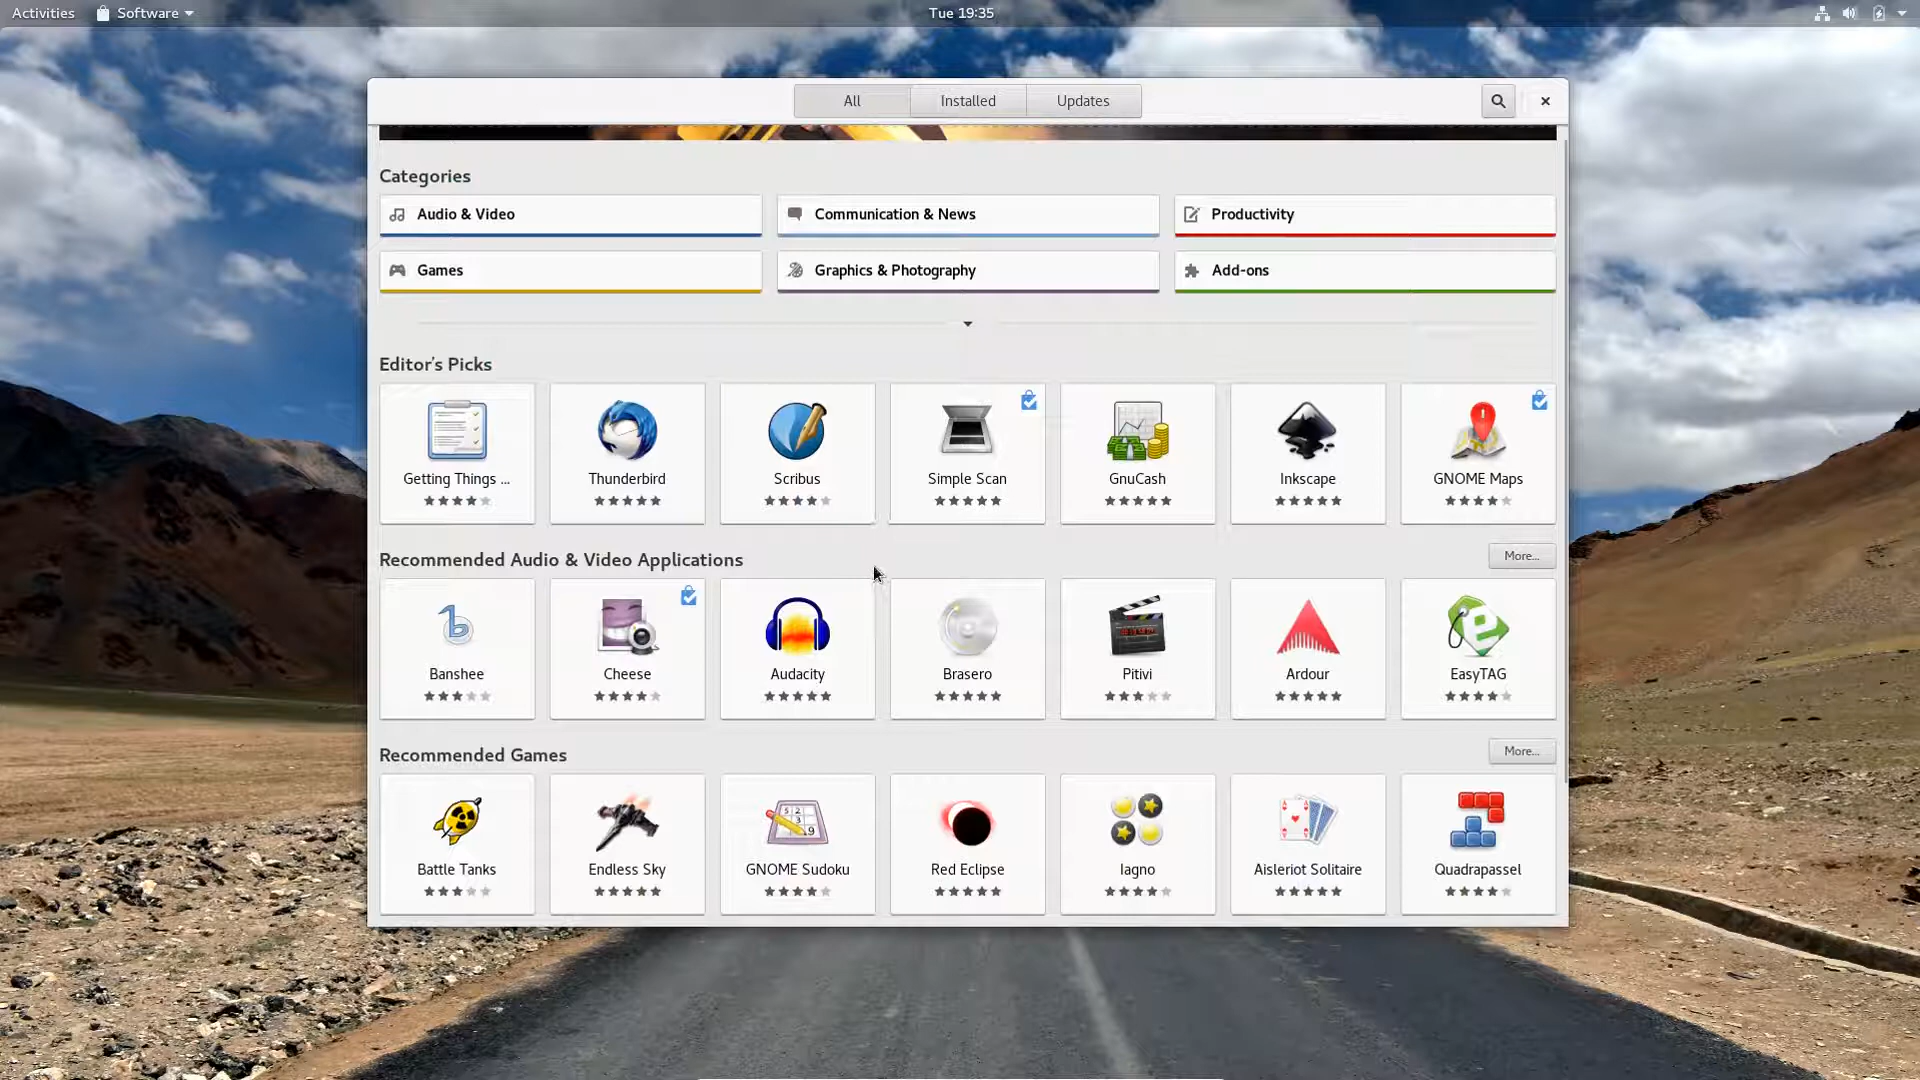 Activities Software Tue 19:35
All Installed Updates
Categories
Audio & Video Communication & News Productivity
Games Graphics & Photography Add-ons
Editor's Picks
Getting Things ... Thunderbird Scribus Simple Scan GnuCash Inkscape GNOME Maps
Recommended Audio & Video Applications More...
Banshee Cheese Audacity Brasero Pitivi Ardour EasyTAG
Recommended Games More...
Battle Tanks Endless Sky GNOME Sudoku Red Eclipse Iagno Aisleriot Solitaire Quadrapassel